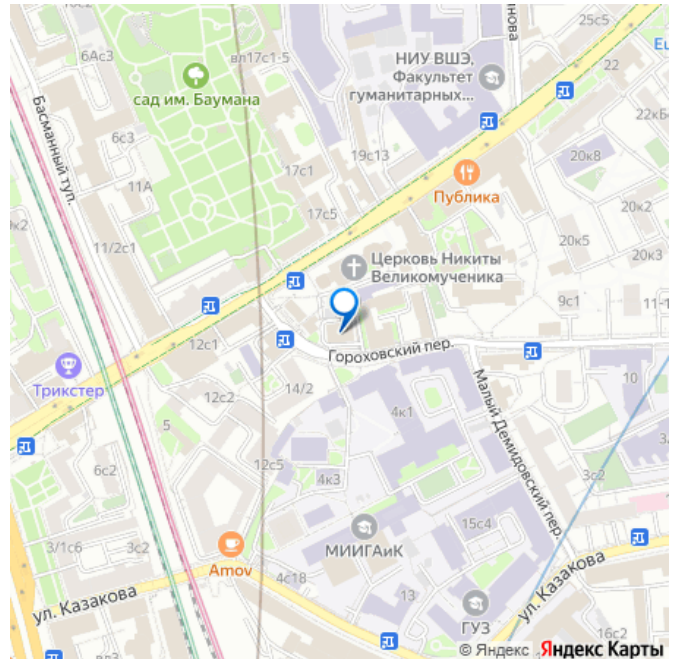 25с5
6Ас3
вл17с1-5
НИУ ВШЭ,
Факультет
гуманитарных...
22
сад им. Баумана
Басманный туп.
6с3
19с13
17с1
20к8
11А
Публика
17с5
20к2
11/2с1
20к5
20к3
Церковь Никиты
Великомученика
9с1
12с1
Гороховский пер.
Трикстер
14/2
10
12с2
4к1
Малый Демидовский пер.
5
6с2
12с5
4к3
3с2
15с4
МИИГАиК
3/1с6
3с2
Amov
4с18
13
ул. Казакова
ул. Казакова
ГУЗ
16с2
© Яндекс Яндекс Карты